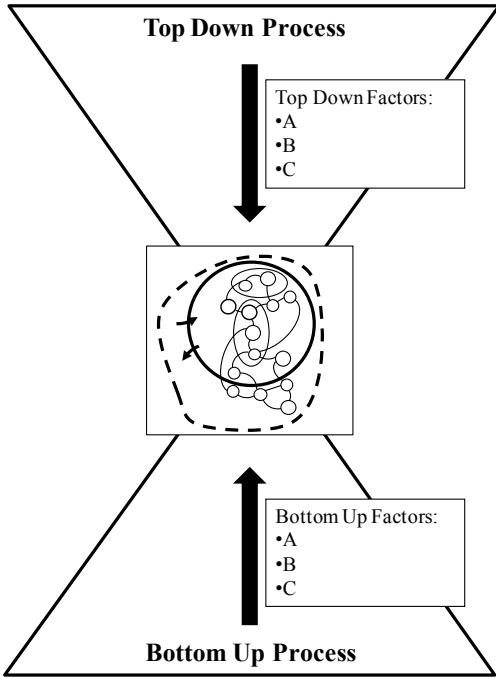 Top Down Process
Top Down Factors:
•A
•B
•C
Bottom Up Factors:
•A
•B
•C
Bottom Up Process